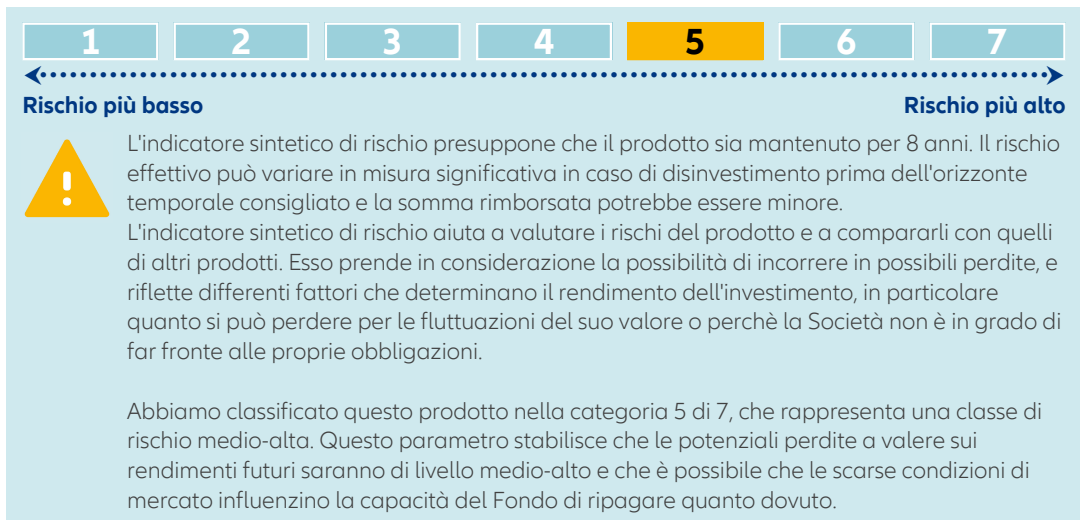 1 2 3 4 5 6 7
Rischio più basso Rischio più alto
L'indicatore sintetico di rischio presuppone che il prodotto sia mantenuto per 8 anni. Il rischio
effettivo può variare in misura significativa in caso di disinvestimento prima dell'orizzonte
temporale consigliato e la somma rimborsata potrebbe essere minore.
L'indicatore sintetico di rischio aiuta a valutare i rischi del prodotto e a compararli con quelli
di altri prodotti. Esso prende in considerazione la possibilità di incorrere in possibili perdite, e
riflette differenti fattori che determinano il rendimento dell'investimento, in particolare
quanto si può perdere per le fluttuazioni del suo valore o perchè la Società non è in grado di
far fronte alle proprie obbligazioni.
Abbiamo classificato questo prodotto nella categoria 5 di 7, che rappresenta una classe di
rischio medio-alta. Questo parametro stabilisce che le potenziali perdite a valere sui
rendimenti futuri saranno di livello medio-alto e che è possibile che le scarse condizioni di
mercato influenzino la capacità del Fondo di ripagare quanto dovuto.